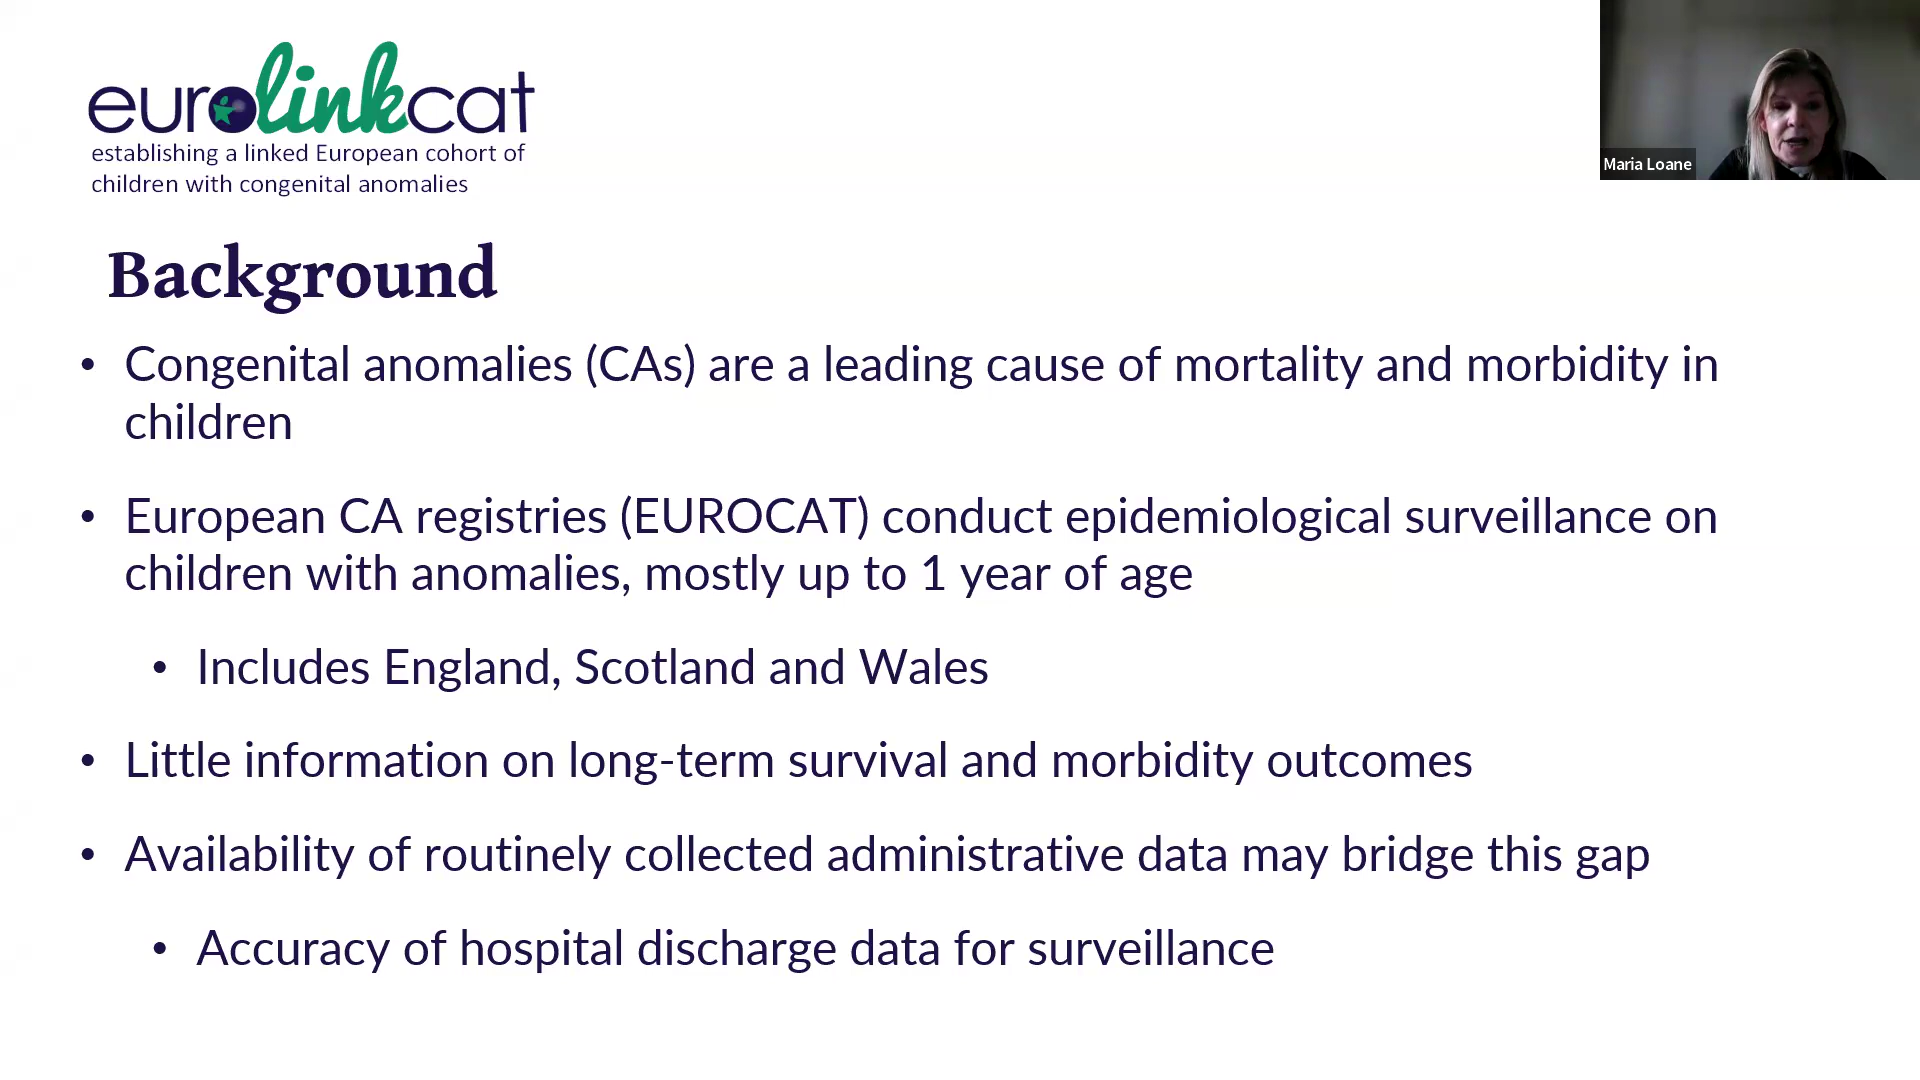 eurolinkcat
establishing a linked European cohort of
children with congenital anomalies
Maria Loane
Background
• Congenital anomalies (CAs) are a leading cause of mortality and morbidity in
children
• European CA registries (EUROCAT) conduct epidemiological surveillance on
children with anomalies, mostly up to 1 year of age
• Includes England, Scotland and Wales
• Little information on long-term survival and morbidity outcomes
• Availability of routinely collected administrative data may bridge this gap
• Accuracy of hospital discharge data for surveillance